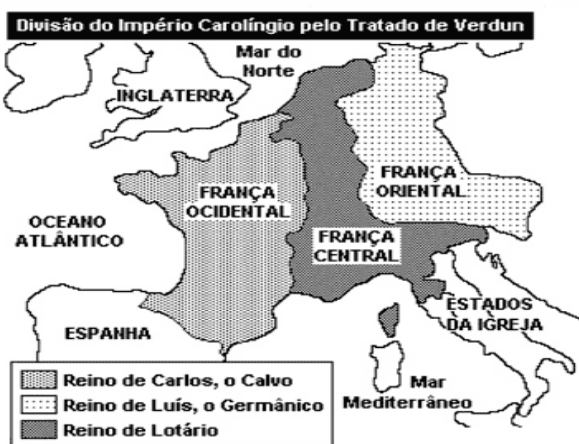 Divisão do Império Carolíngio pelo Tratado de Verdun
Mar do
Norte
INGLATERRA
FRANÇA
ORIENTAL
FRANÇA
OCIDENTAL
OCEANO
ATLÂNTICO
FRANÇA
CENTRAL
ESTADOS
DA IGREJA
ESPANHA
Mar
Mediterrâneo
Reino de Carlos, o Calvo
Reino de Luís, o Germânico
Reino de Lotário